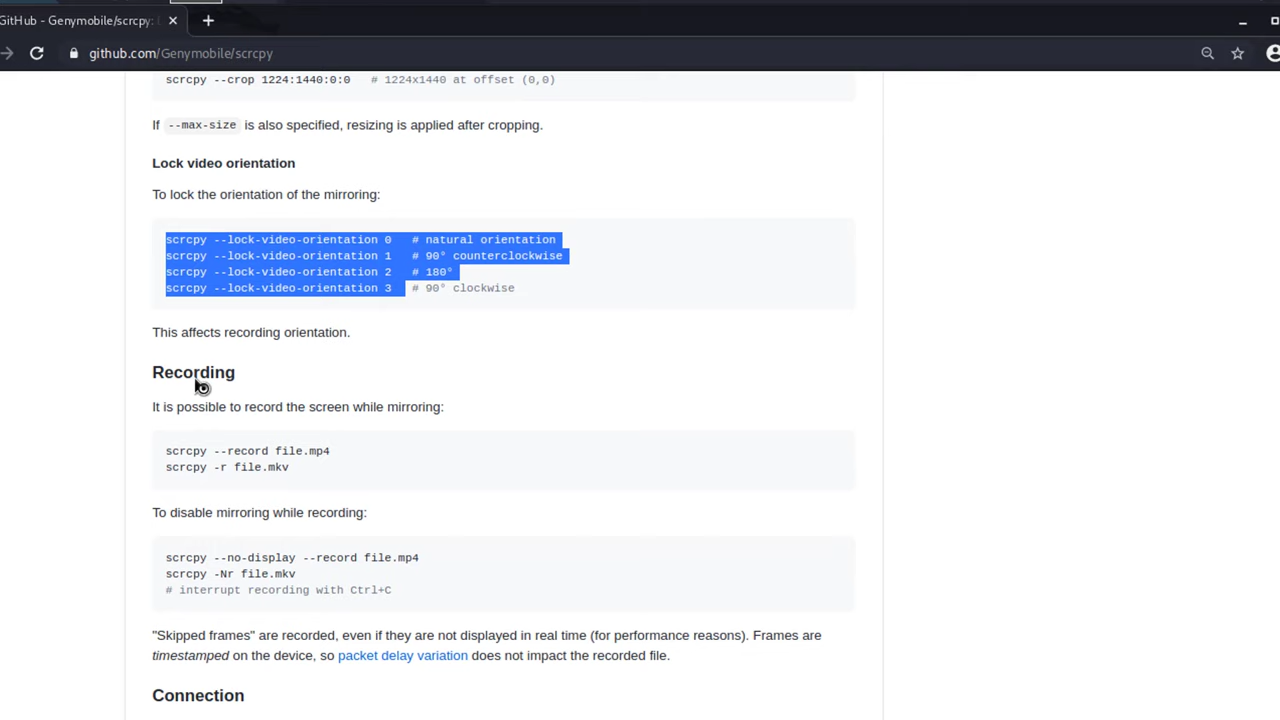 GitHub - Genymobile/scrcpy:
github.com/Genymobile/scrcpy
scrcpy --crop 1224:1440:0:0   # 1224x1440 at offset (0,0)
If --max-size is also specified, resizing is applied after cropping.
Lock video orientation
To lock the orientation of the mirroring:
scrcpy --lock-video-orientation 0   # natural orientation
scrcpy --lock-video-orientation 1   # 90° counterclockwise
scrcpy --lock-video-orientation 2   # 180°
scrcpy --lock-video-orientation 3   # 90° clockwise
This affects recording orientation.
Recording
It is possible to record the screen while mirroring:
scrcpy --record file.mp4
scrcpy -r file.mkv
To disable mirroring while recording:
scrcpy --no-display --record file.mp4
scrcpy -Nr file.mkv
# interrupt recording with Ctrl+C
"Skipped frames" are recorded, even if they are not displayed in real time (for performance reasons). Frames are
timestamped on the device, so packet delay variation does not impact the recorded file.
Connection